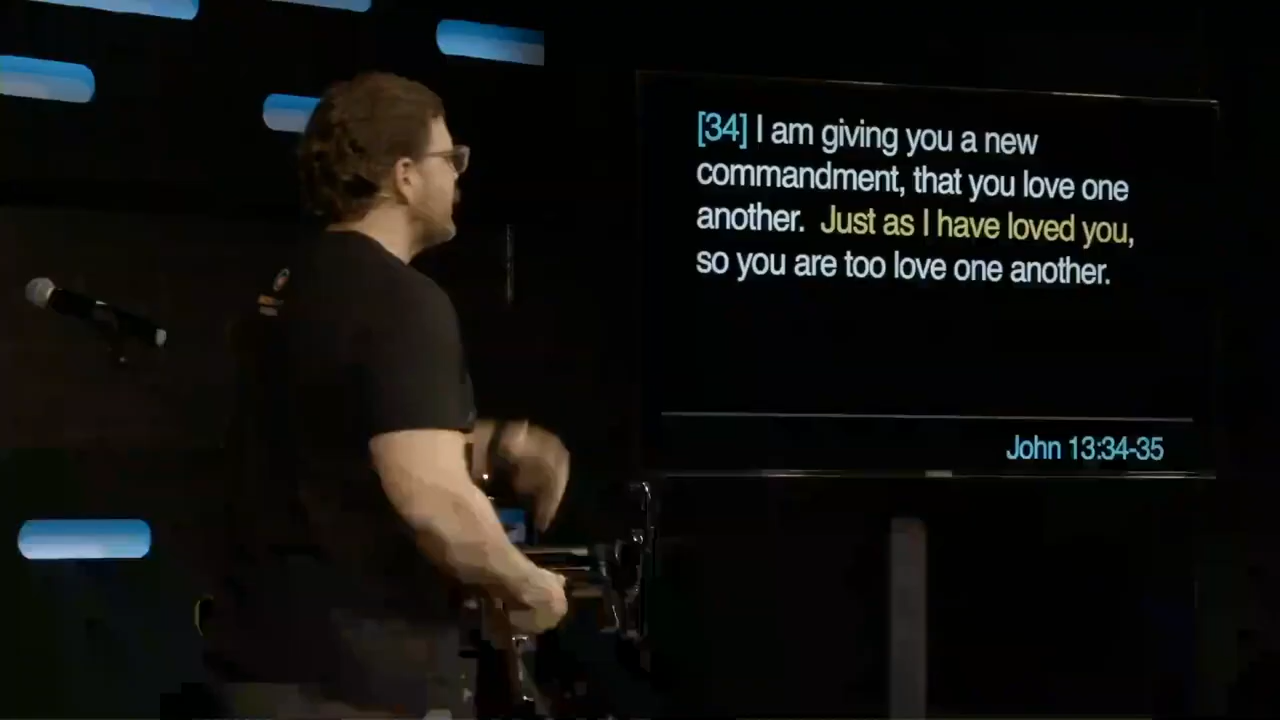 [34] I am giving you a new
commandment, that you love one
another. Just as I have loved you,
so you are too love one another.
John 13:34-35